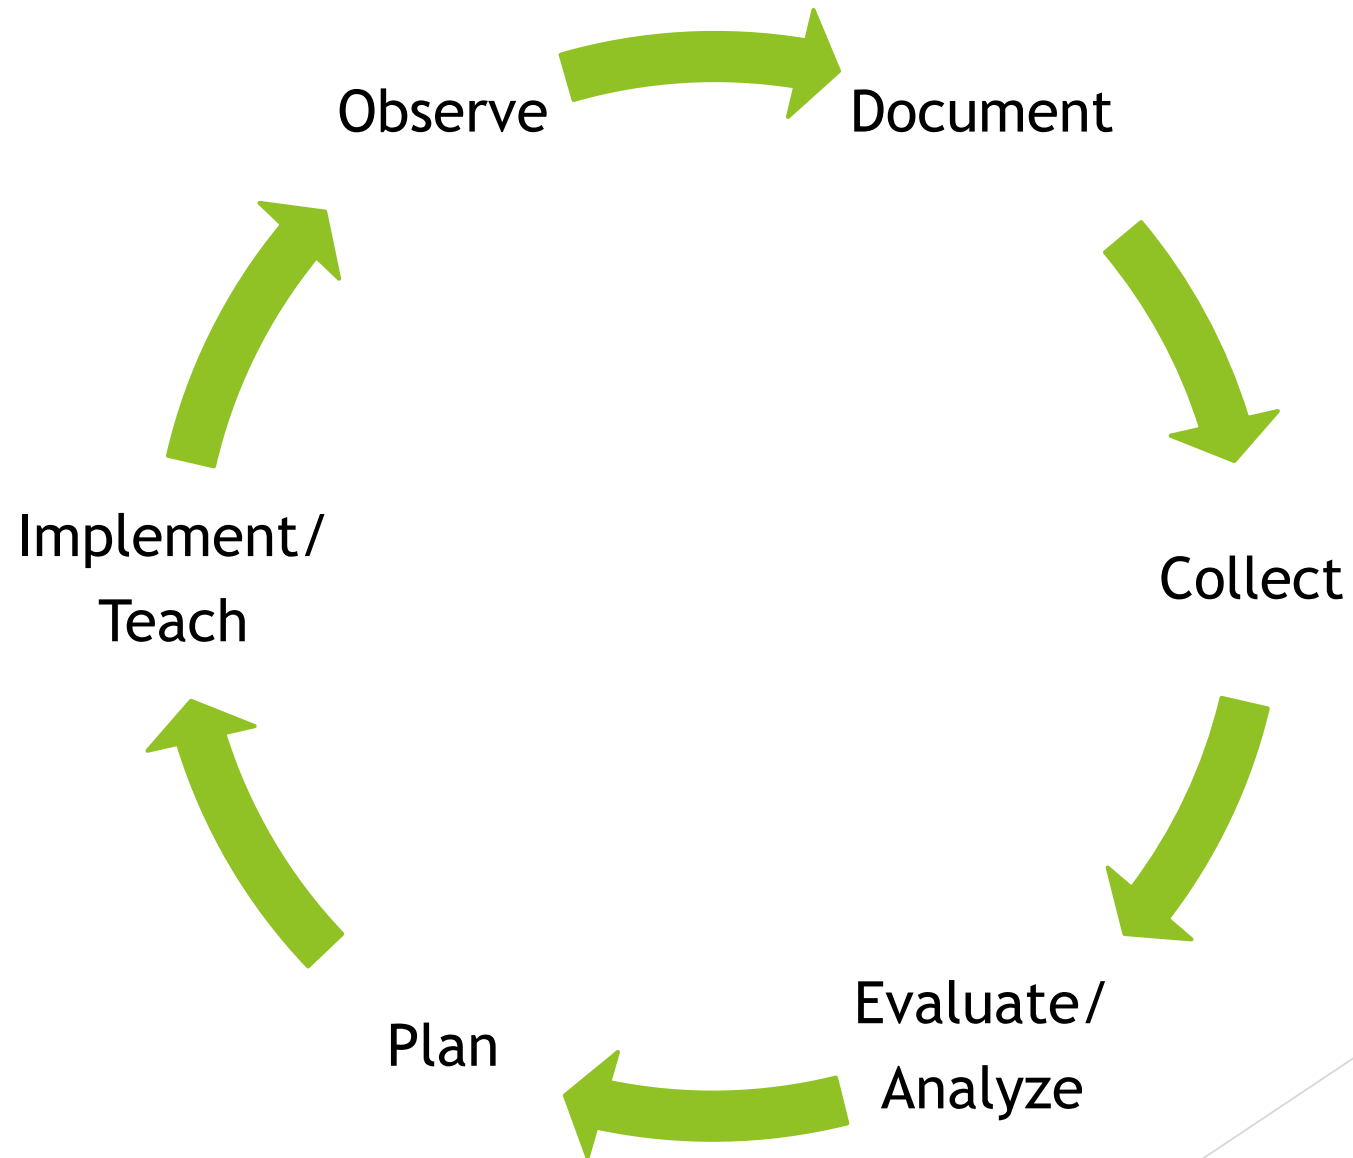 Observe
Document
Collect
Evaluate/
Analyze
Plan
Implement/
Teach